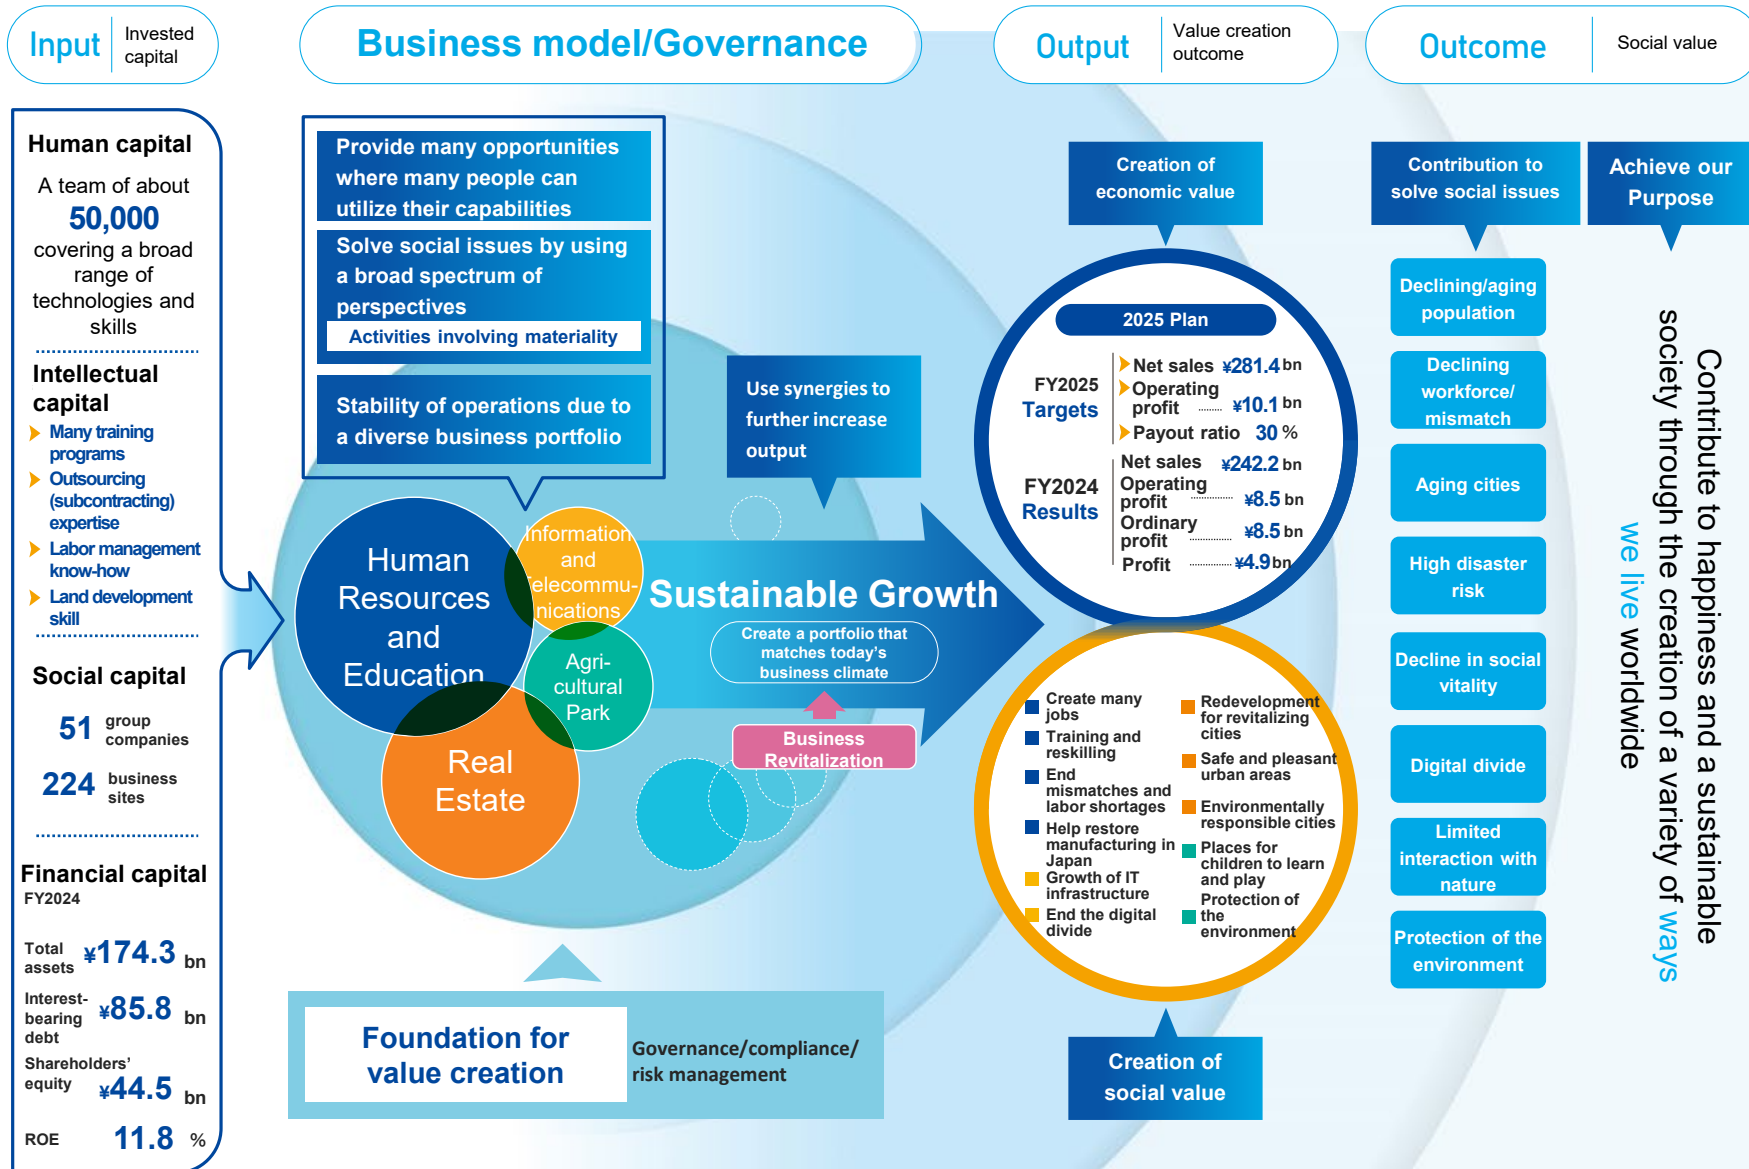 Input
Invested
capital
Business model/Governance
Output
Value creation
outcome
Outcome
Social value
Human capital
A team of about
50,000
covering a broad
range of
technologies and
skills
Intellectual
capital
Many training
programs
Outsourcing
(subcontracting)
expertise
Labor management
know-how
Land development
skill
Social capital
51 group
companies
224 business
sites
Financial capital
FY2024
Total
assets ¥174.3 bn
Interest-
bearing
debt ¥85.8 bn
Shareholders'
equity ¥44.5 bn
ROE 11.8 %
Provide many opportunities
where many people can
utilize their capabilities
Solve social issues by using
a broad spectrum of
perspectives
Activities involving materiality
Stability of operations due to
a diverse business portfolio
Use synergies to
further increase
output
Human
Resources
and
Education
Information
and
Telecommu-
nications
Agri-
cultural
Park
Real
Estate
Sustainable Growth
Create a portfolio that
matches today's
business climate
Business
Revitalization
Foundation for
value creation
Governance/compliance/
risk management
Creation of
economic value
2025 Plan
FY2025
Targets
Net sales ¥281.4 bn
Operating
profit ¥10.1 bn
Payout ratio 30 %
FY2024
Results
Net sales ¥242.2 bn
Operating
profit ¥8.5 bn
Ordinary
profit ¥8.5 bn
Profit ¥4.9 bn
Create many
jobs
Training and
reskilling
End
mismatches and
labor shortages
Help restore
manufacturing in
Japan
Growth of IT
infrastructure
End the digital
divide
Redevelopment
for revitalizing
cities
Safe and pleasant
urban areas
Environmentally
responsible cities
Places for
children to learn
and play
Protection of
the
environment
Creation of
social value
Contribution to
solve social issues
Declining/aging
population
Declining
workforce/
mismatch
Aging cities
High disaster
risk
Decline in social
vitality
Digital divide
Limited
interaction with
nature
Protection of the
environment
Achieve our
Purpose
Contribute to happiness and a sustainable
society through the creation of a variety of ways
we live worldwide